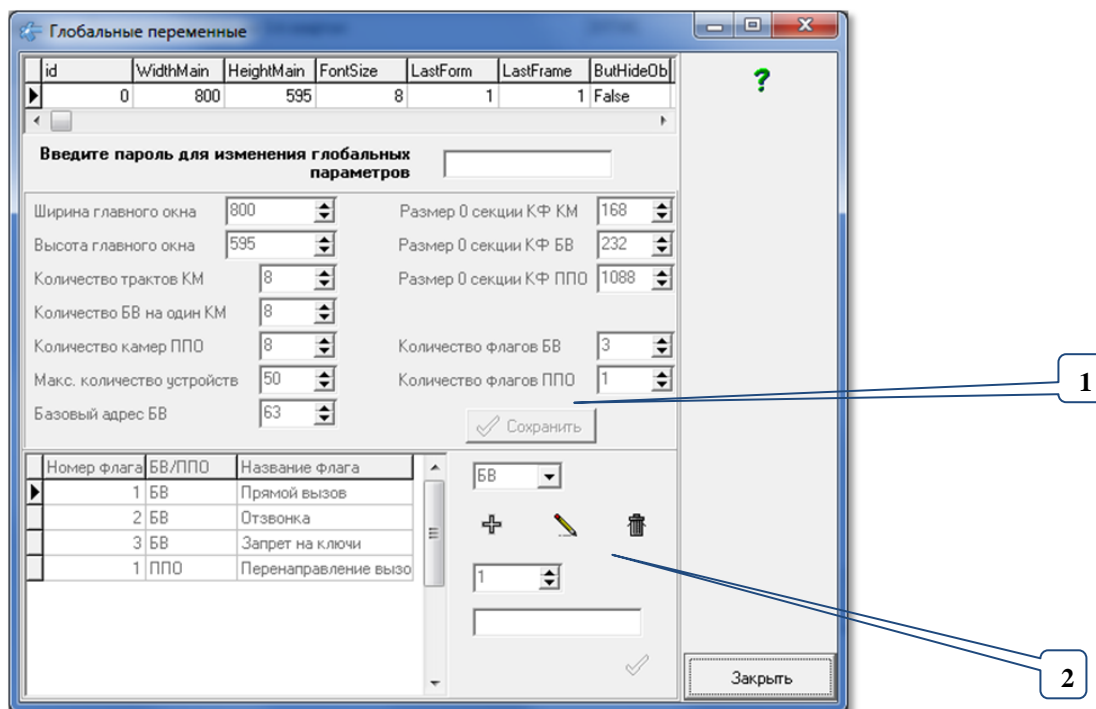 Глобальные переменные
id WidthMain HeightMain FontSize LastForm LastFrame ButHideOb
0 800 595 8 1 1 False
?
Введите пароль для изменения глобальных
параметров
Ширина главного окна 800 Размер 0 секции КФ КМ 168
Высота главного окна 595 Размер 0 секции КФ БВ 232
Количество трактов КМ 8 Размер 0 секции КФ ППО 1088
Количество БВ на один КМ 8
Количество камер ППО 8 Количество флагов БВ 3
Макс. количество устройств 50 Количество флагов ППО 1
Базовый адрес БВ 63
Сохранить
1
Номер флага БВ/ППО Название флага
1 БВ Прямой вызов
2 БВ Отзвонка
3 БВ Запрет на ключи
1 ППО Перенаправление вызо
БВ
1
2
Закрыть